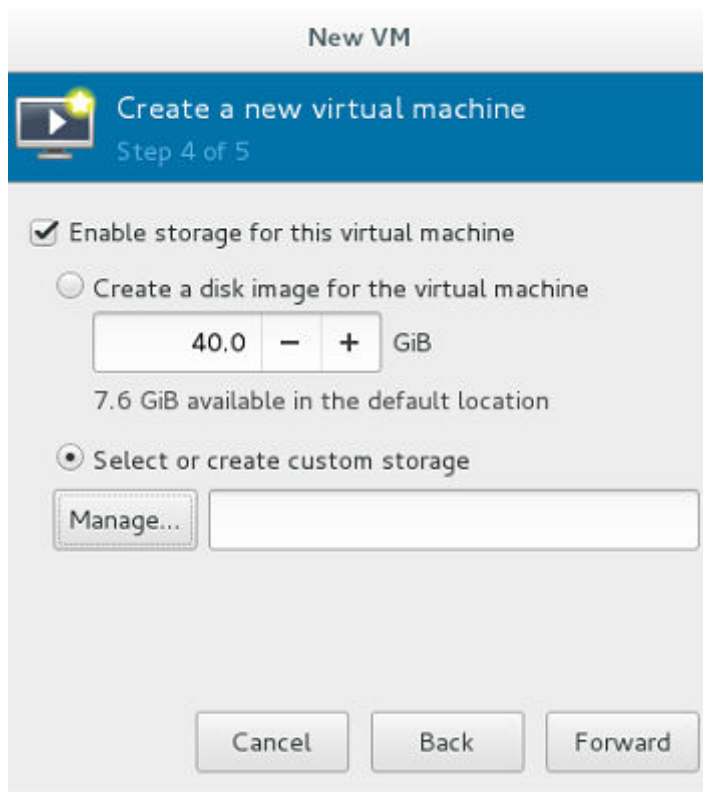 New VM
Create a new virtual machine
Step 4 of 5
Enable storage for this virtual machine
Create a disk image for the virtual machine
40.0 − + GiB
7.6 GiB available in the default location
Select or create custom storage
Manage...
Cancel Back Forward